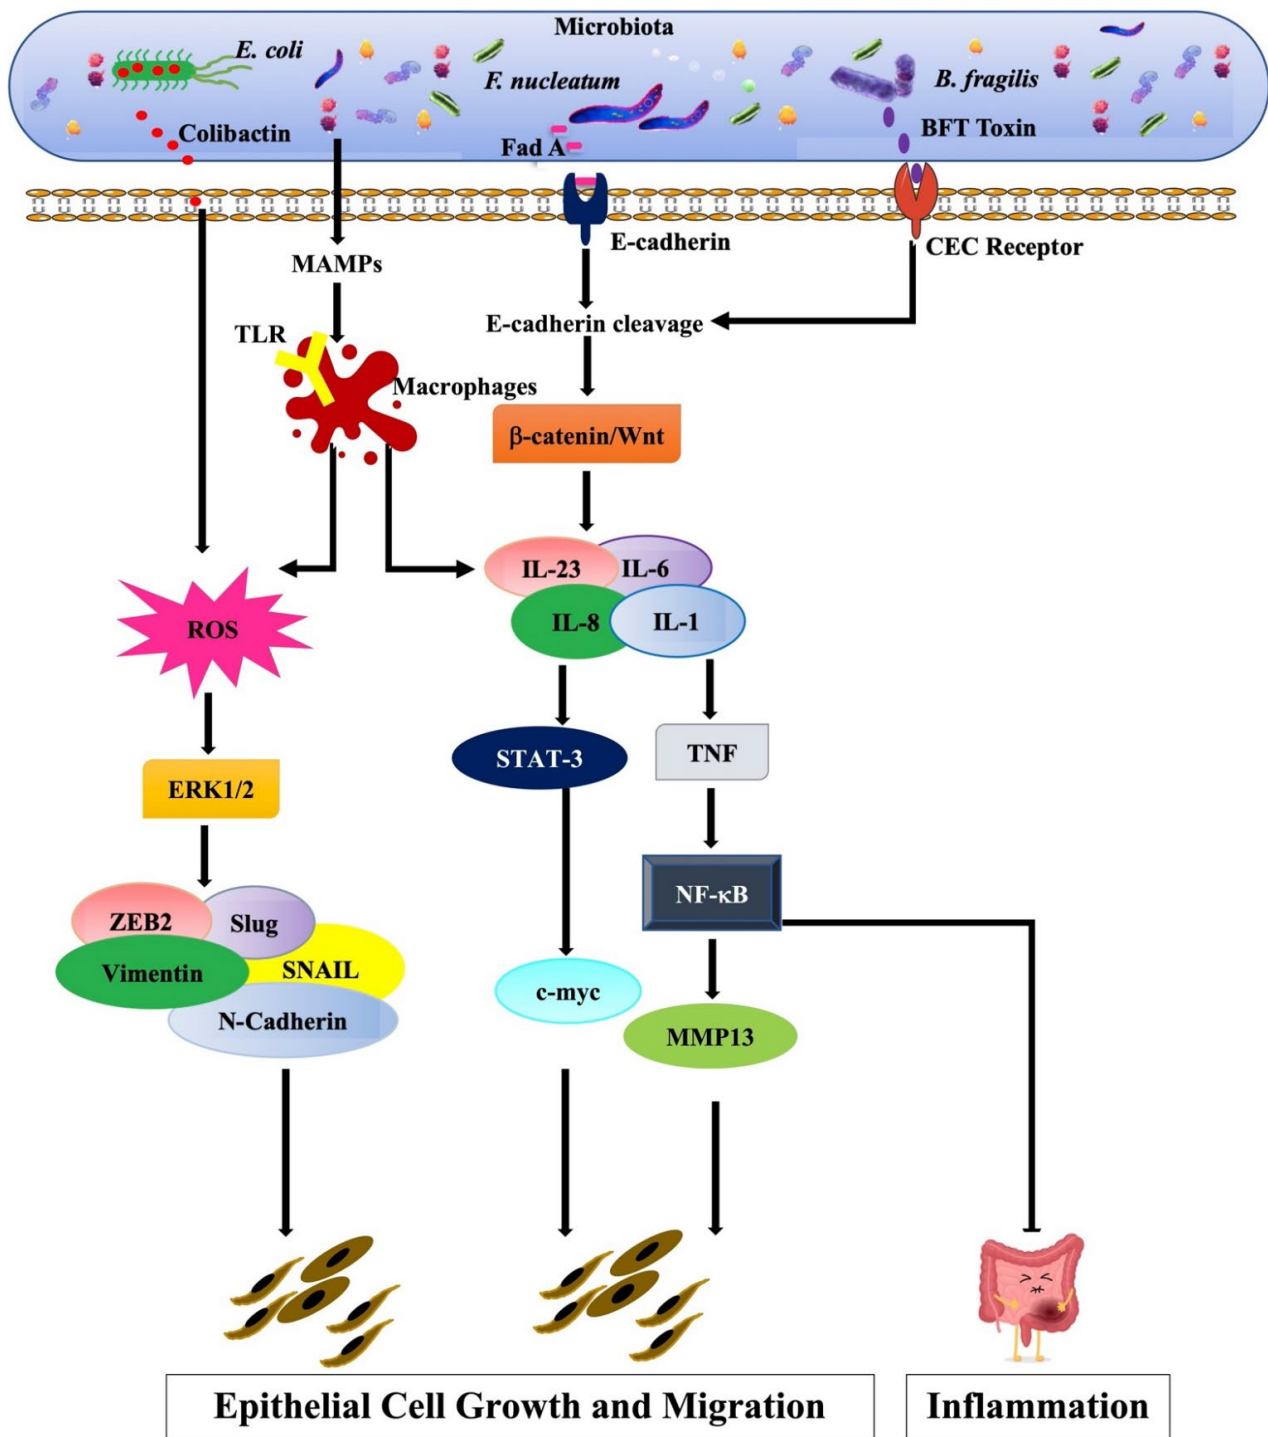 Microbiota
E. coli
F. nucleatum
B. fragilis
Colibactin
Fad A
BFT Toxin
E-cadherin
CEC Receptor
MAMPs
E-cadherin cleavage
TLR
Macrophages
β-catenin/Wnt
IL-23
IL-6
IL-8
IL-1
ROS
STAT-3
TNF
ERK1/2
NF-κB
ZEB2
Slug
Vimentin
SNAIL
N-Cadherin
c-myc
MMP13
Epithelial Cell Growth and Migration
Inflammation